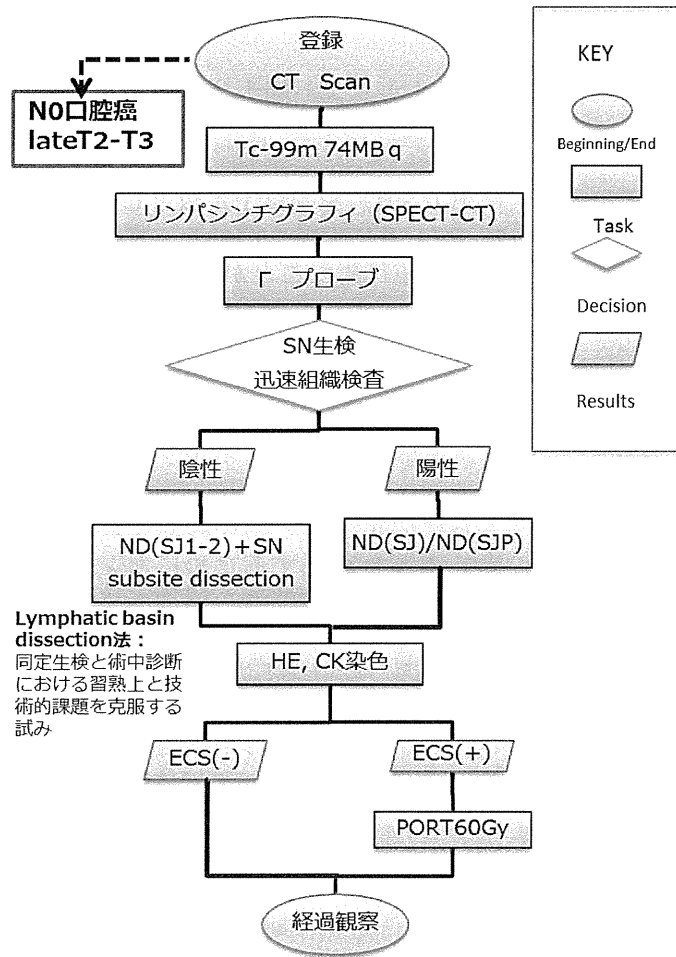 登録
CT Scan
N0口腔癌
lateT2-T3
Tc-99m 74MBq
リンパシンチグラフィ（SPECT-CT)
Γ プローブ
SN生検
迅速組織検査
陰性
陽性
ND(SJ1-2)+SN
subsite dissection
ND(SJ)/ND(SJP)
Lymphatic basin
dissection法：
同定生検と術中診断
における習熟上と技
術的課題を克服する
試み
HE, CK染色
ECS(-)
ECS(+)
PORT60Gy
経過観察
KEY
Beginning/End
Task
Decision
Results